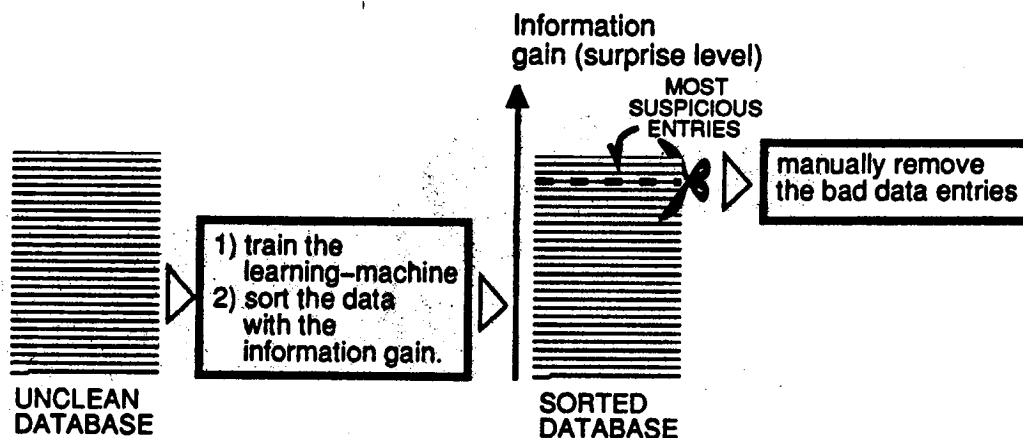 UNCLEAN
DATABASE
1) train the
learning–machine
2) sort the data
with the
information gain.
Information
gain (surprise level)
MOST
SUSPICIOUS
ENTRIES
SORTED
DATABASE
manually remove
the bad data entries